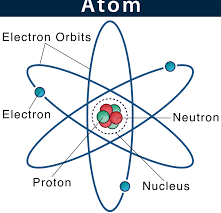 Atom
Electron Orbits
Electron
Neutron
Proton
Nucleus